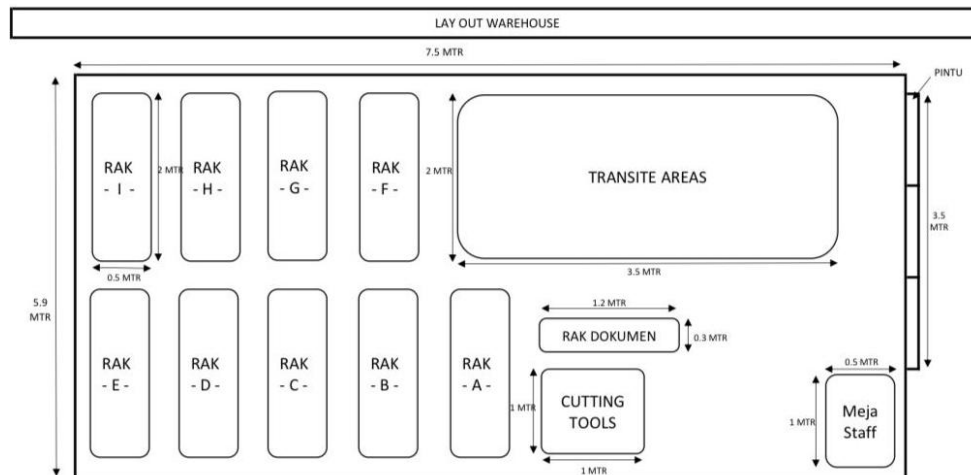 LAY OUT WAREHOUSE
7.5 MTR
PINTU
RAK
- I -
2 MTR
RAK
- H -
RAK
- G -
RAK
- F -
2 MTR
TRANSITE AREAS
3.5
MTR
0.5 MTR
3.5 MTR
5.9
MTR
RAK
- E -
RAK
- D -
RAK
- C -
RAK
- B -
RAK
- A -
1.2 MTR
RAK DOKUMEN
0.3 MTR
1 MTR
CUTTING
TOOLS
1 MTR
0.5 MTR
1 MTR
Meja
Staff